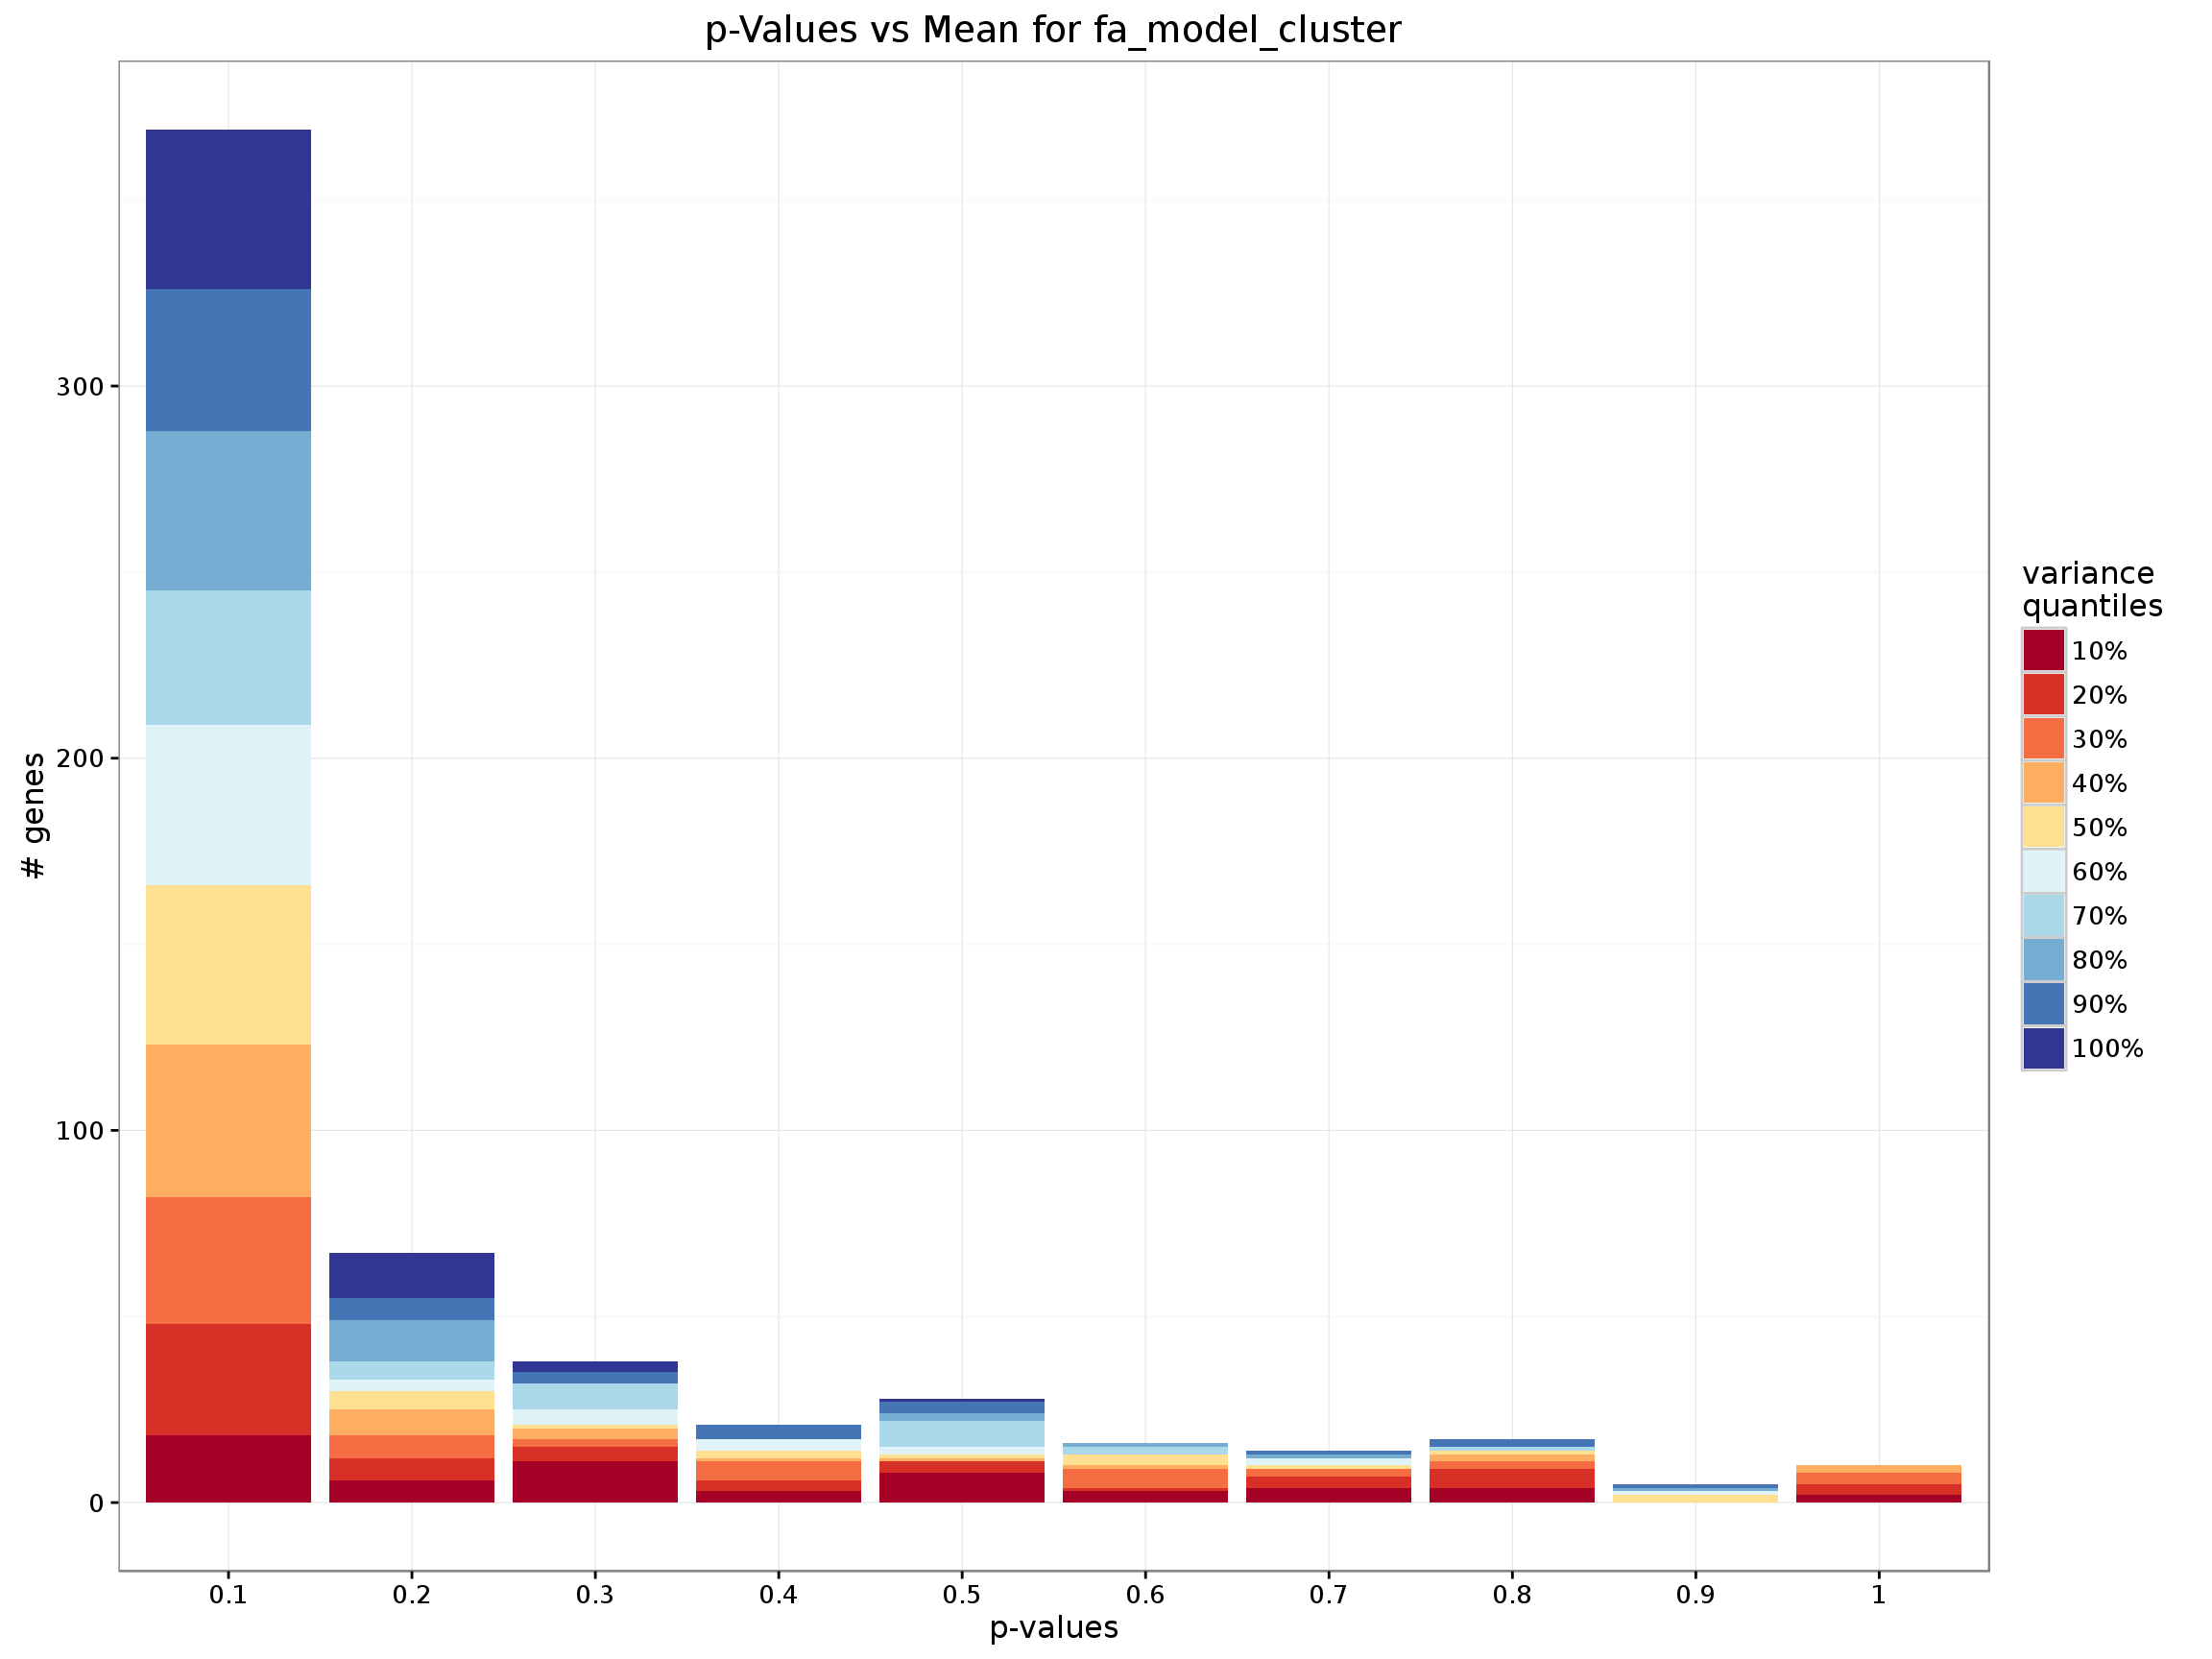 p-Values vs Mean for fa_model_cluster
# genes
300
200
100
0
0.1 0.2 0.3 0.4 0.5 0.6 0.7 0.8 0.9 1
p-values
variance
quantiles
10%
20%
30%
40%
50%
60%
70%
80%
90%
100%